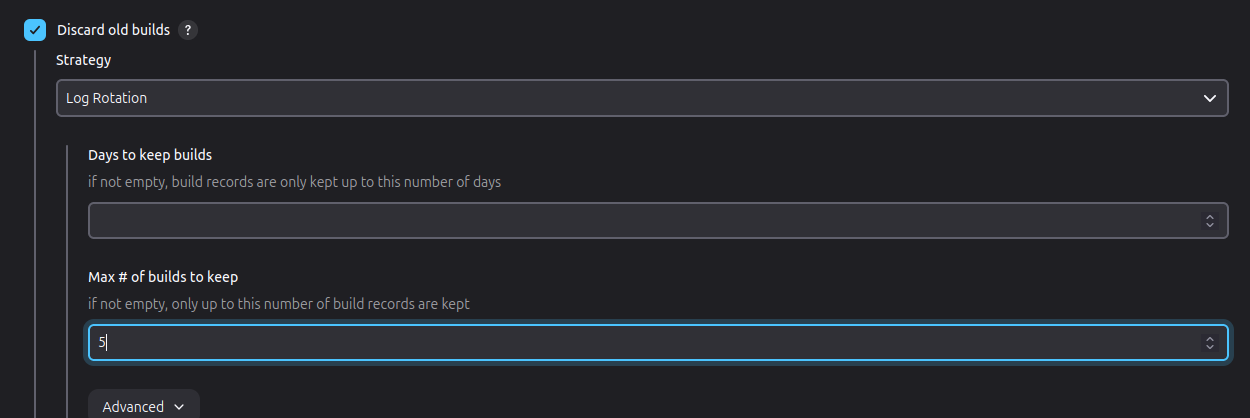 Discard old builds ?
Strategy
Log Rotation
Days to keep builds
if not empty, build records are only kept up to this number of days
Max # of builds to keep
if not empty, only up to this number of build records are kept
5
Advanced